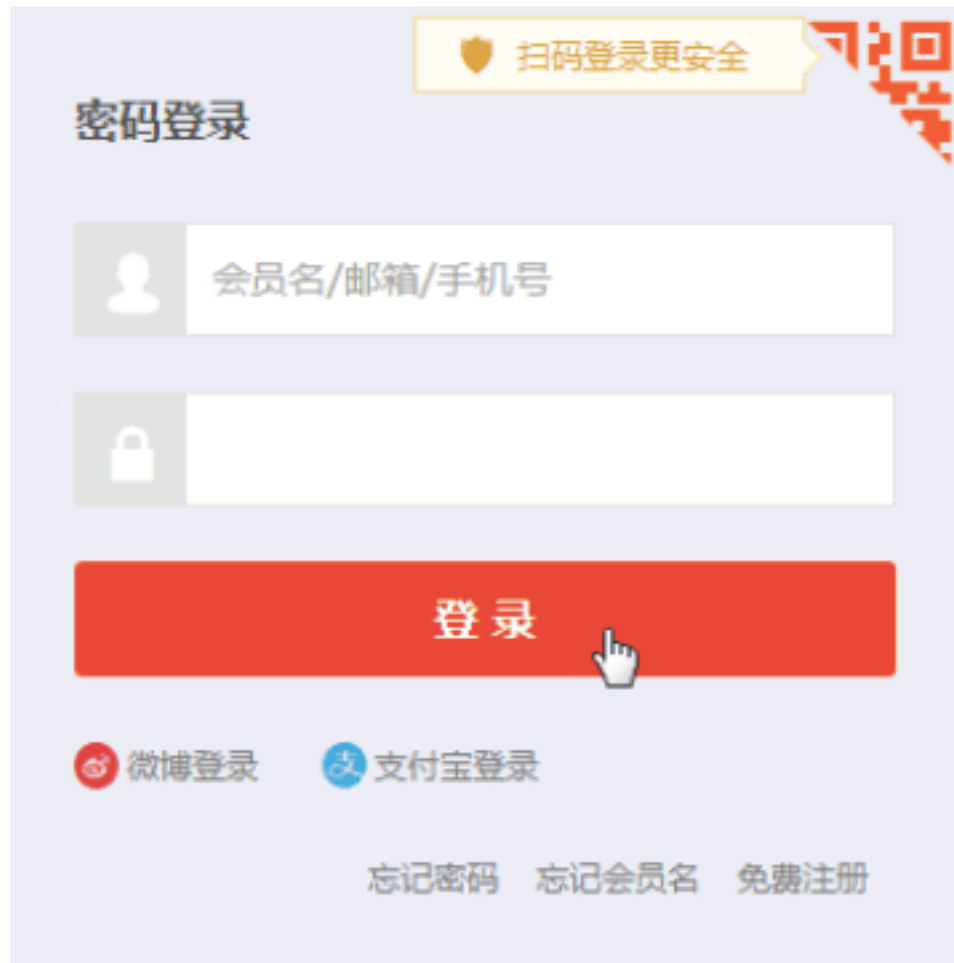 扫码登录更安全
密码登录
会员名/邮箱/手机号
登录
微博登录 支付宝登录
忘记密码 忘记会员名 免费注册